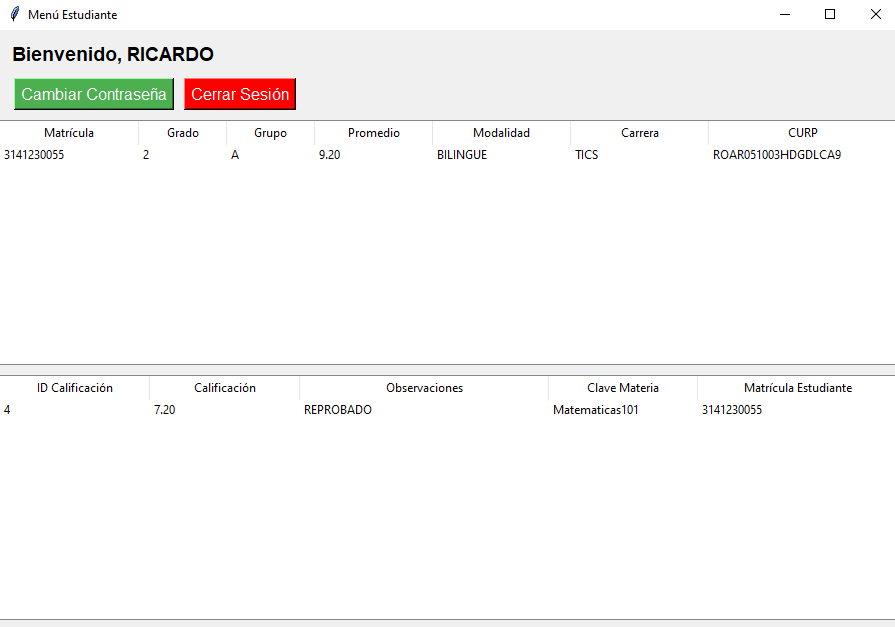 Menú Estudiante
Bienvenido, RICARDO
Cambiar Contraseña Cerrar Sesión
Matrícula Grado Grupo Promedio Modalidad Carrera CURP
3141230055 2 A 9.20 BILINGUE TICS ROAR051003HDGDLCA9
ID Calificación Calificación Observaciones Clave Materia Matrícula Estudiante
4 7.20 REPROBADO Matematicas101 3141230055